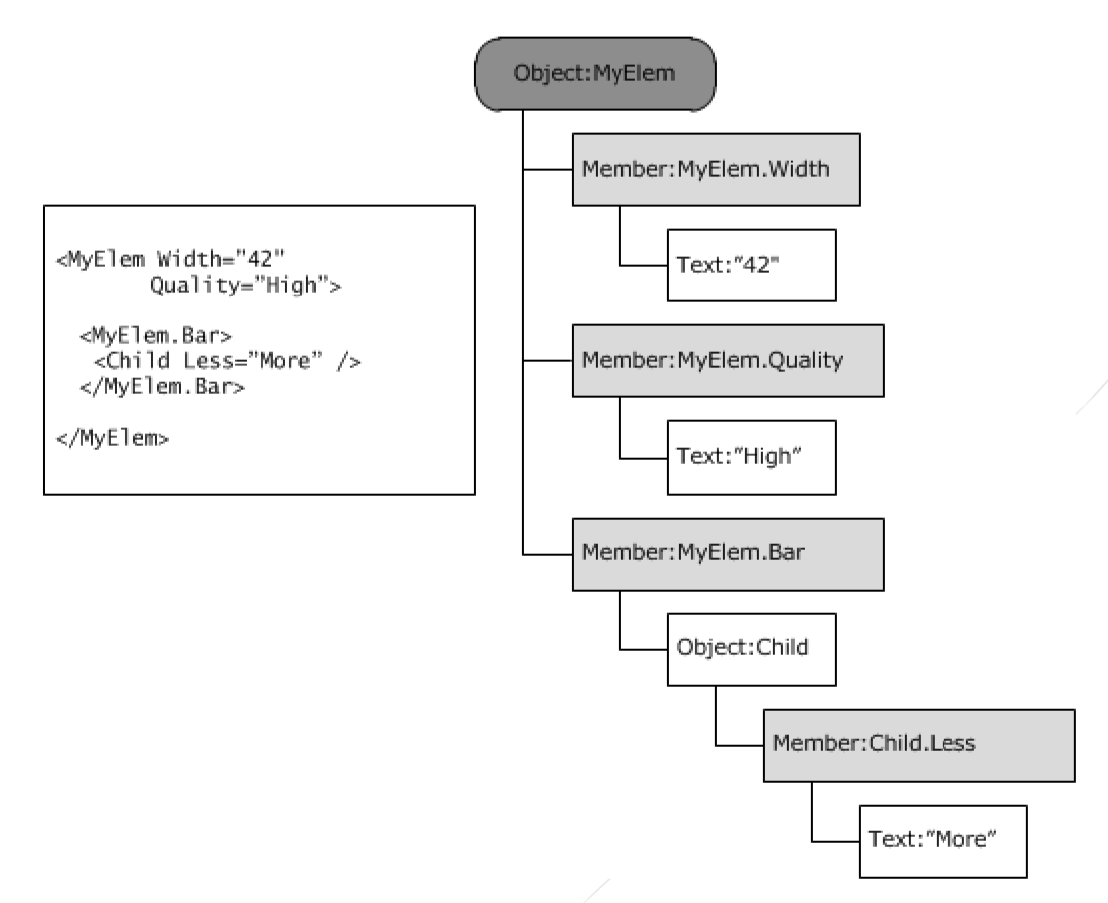 Object:MyElem
Member:MyElem.Width
Text:”42"
<MyElem Width="42"
Quality=”High”>
<MyElem.Bar>
<Child Less=”More” />
</MyElem.Bar>
</MyElem>
Member:MyElem.Quality
Text:”High”
Member:MyElem.Bar
Object:Child
Member:Child.Less
Text:”More”